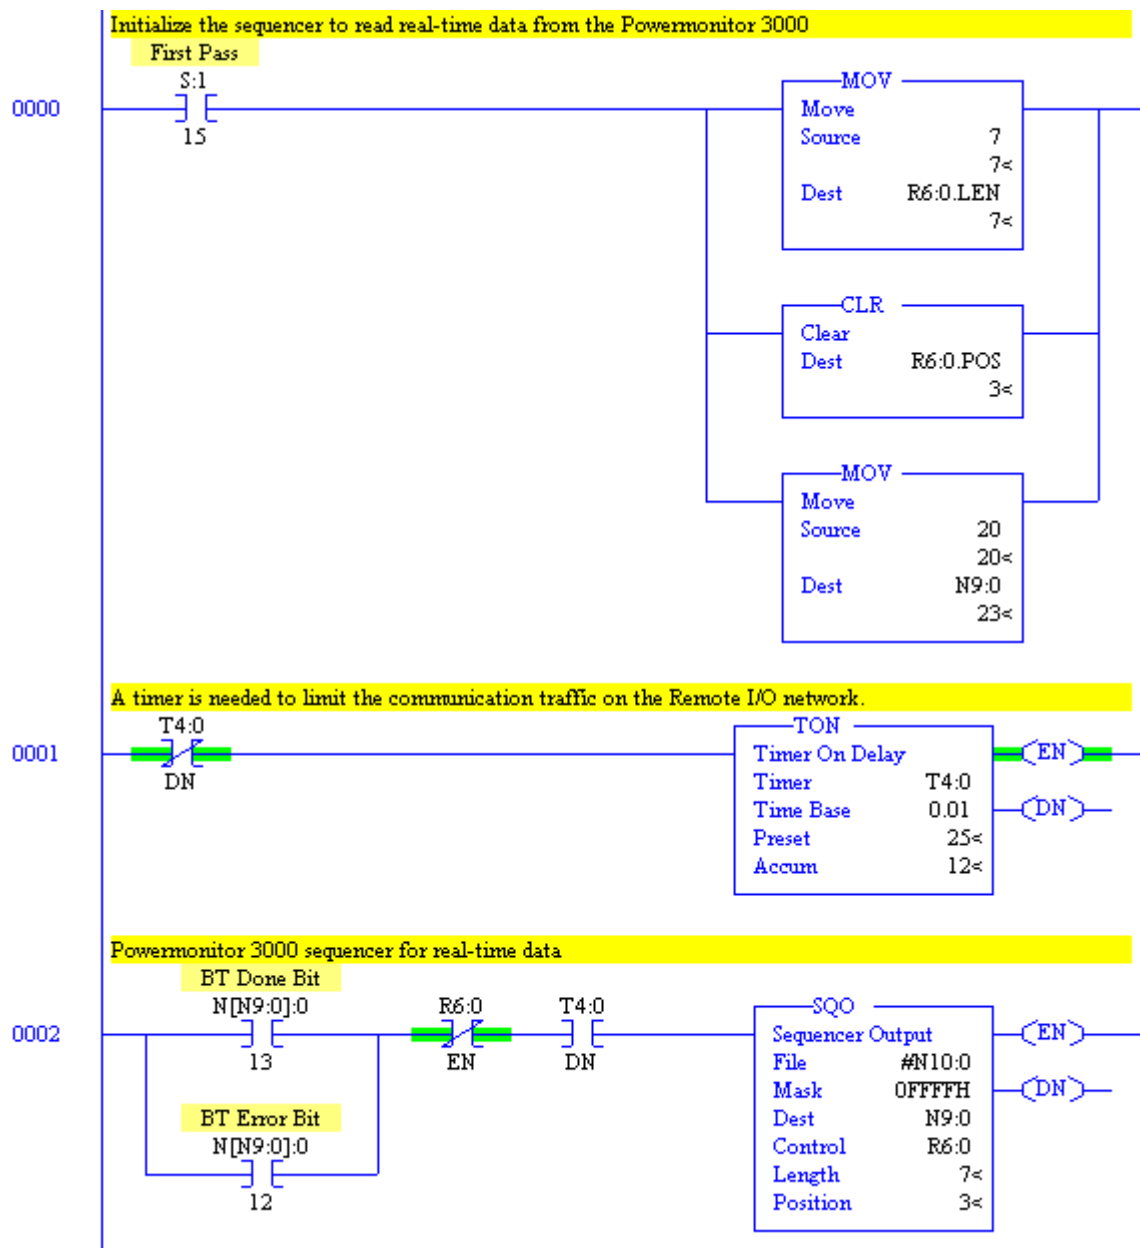 Initialize the sequencer to read real-time data from the Powermonitor 3000
First Pass
S:1
0000
15
MOV
Move
Source 7
7<
Dest R6:0.LEN
7<
CLR
Clear
Dest R6:0.POS
3<
MOV
Move
Source 20
20<
Dest N9:0
23<
A timer is needed to limit the communication traffic on the Remote I/O network.
T4:0
0001
DN
TON
Timer On Delay
Timer T4:0
Time Base 0.01
Preset 25<
Accum 12<
EN
DN
Powermonitor 3000 sequencer for real-time data
BT Done Bit
N[N9:0]:0
R6:0
T4:0
0002
13
EN
DN
BT Error Bit
N[N9:0]:0
12
SQO
Sequencer Output
File #N10:0
Mask 0FFFFH
Dest N9:0
Control R6:0
Length 7<
Position 3<
EN
DN